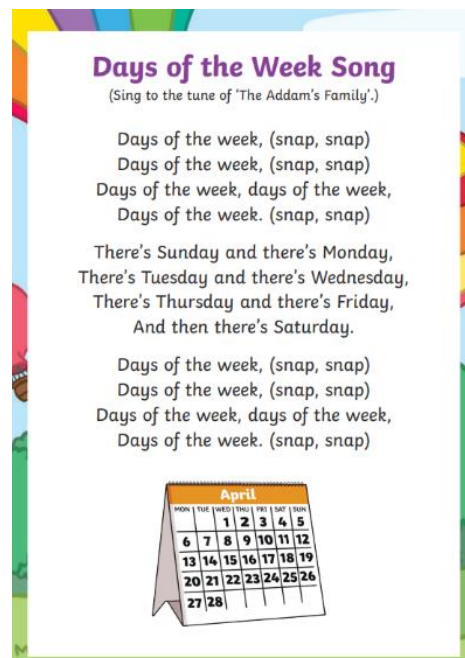 Days of the Week Song
(Sing to the tune of 'The Addam's Family'.)
Days of the week, (snap, snap)
Days of the week, (snap, snap)
Days of the week, days of the week,
Days of the week. (snap, snap)
There's Sunday and there's Monday,
There's Tuesday and there's Wednesday,
There's Thursday and there's Friday,
And then there's Saturday.
Days of the week, (snap, snap)
Days of the week, (snap, snap)
Days of the week, days of the week,
Days of the week. (snap, snap)
April
MON TUE WED THU FRI SAT SUN
1 2 3 4 5
6 7 8 9 10 11 12
13 14 15 16 17 18 19
20 21 22 23 24 25 26
27 28